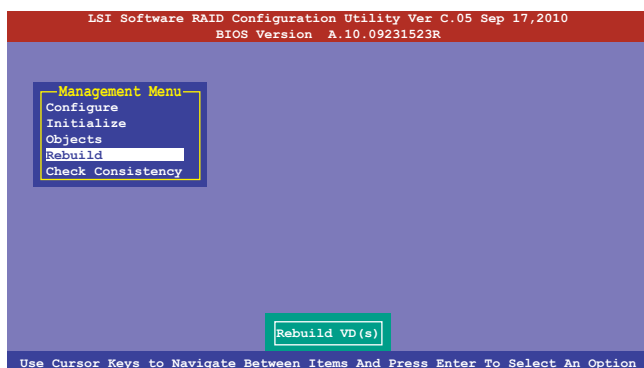 LSI Software RAID Configuration Utility Ver C.05 Sep 17,2010
BIOS Version A.10.09231523R
Management Menu
Configure
Initialize
Objects
Rebuild
Check Consistency
Rebuild VD(s)
Use Cursor Keys to Navigate Between Items And Press Enter To Select An Option